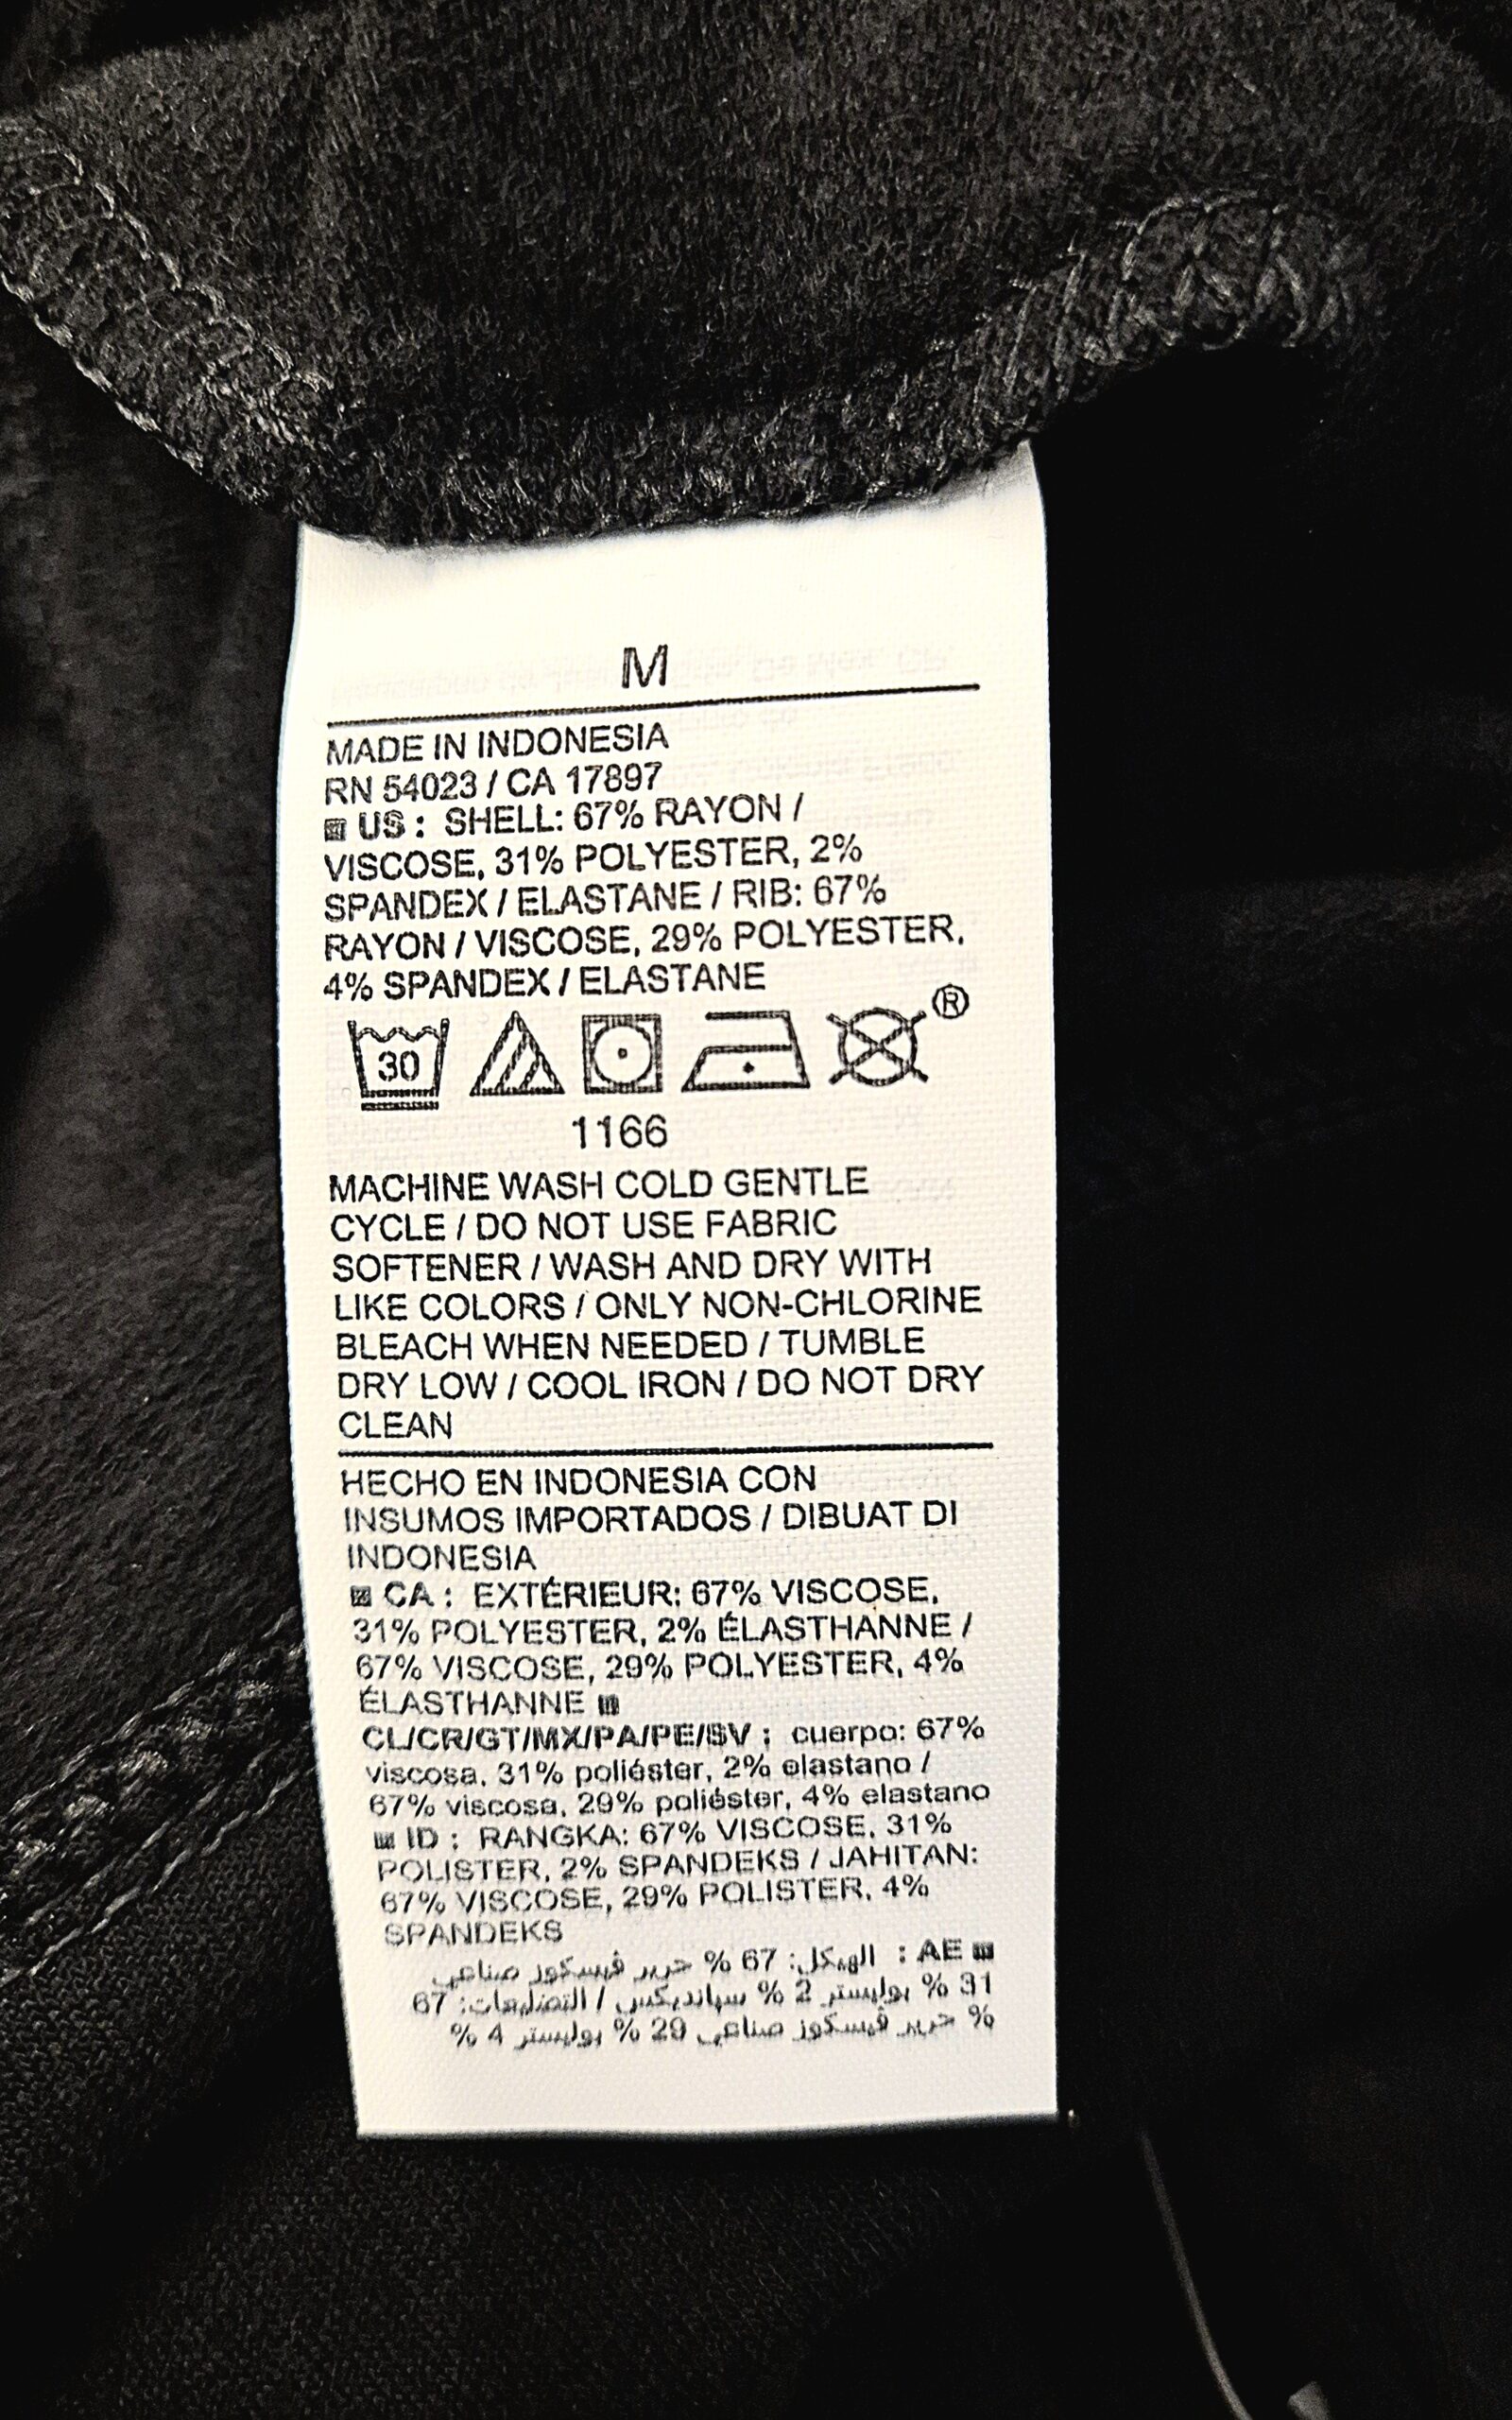 M
MADE IN INDONESIA
RN 54023 / CA 17897
US : SHELL: 67% RAYON /
VISCOSE, 31% POLYESTER, 2%
SPANDEX / ELASTANE / RIB: 67%
RAYON / VISCOSE, 29% POLYESTER,
4% SPANDEX / ELASTANE
30 ®
1166
MACHINE WASH COLD GENTLE
CYCLE / DO NOT USE FABRIC
SOFTENER / WASH AND DRY WITH
LIKE COLORS / ONLY NON-CHLORINE
BLEACH WHEN NEEDED / TUMBLE
DRY LOW / COOL IRON / DO NOT DRY
CLEAN
HECHO EN INDONESIA CON
INSUMOS IMPORTADOS / DIBUAT DI
INDONESIA
CA : EXTÉRIEUR: 67% VISCOSE,
31% POLYESTER, 2% ÉLASTHANNE /
67% VISCOSE, 29% POLYESTER, 4%
ÉLASTHANNE
CL/CR/GT/MX/PA/PE/SV : cuerpo: 67%
viscosa, 31% poliéster, 2% elastano /
67% viscosa, 29% poliéster, 4% elastano
ID : RANGKA: 67% VISCOSE, 31%
POLISTER, 2% SPANDEKS / JAHITAN:
67% VISCOSE, 29% POLISTER, 4%
SPANDEKS
AE : الهيكل: 67 % حرير فيسكوز صناعي
31 % بوليستر 2 % سبانديكس / التضليعات: 67
% حرير فيسكوز صناعي 29 % بوليستر 4 %